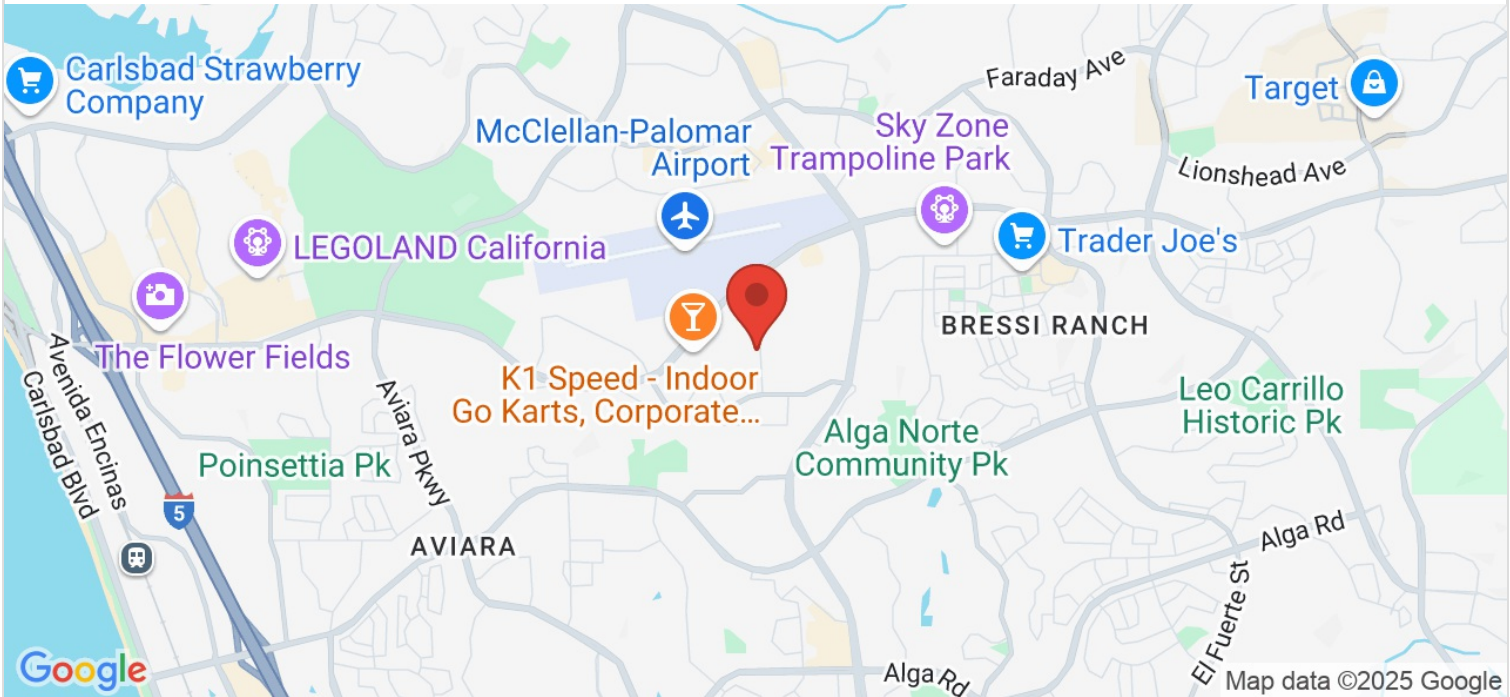 Carlsbad Strawberry
Company
Faraday Ave
Target
McClellan-Palomar
Airport
Sky Zone
Trampoline Park
Lionshead Ave
LEGOLAND California
Trader Joe's
The Flower Fields
BRESSI RANCH
Avenida Encinas
Carlsbad Blvd
K1 Speed - Indoor
Go Karts, Corporate...
Aviara Pkwy
Leo Carrillo
Historic Pk
Alga Norte
Community Pk
Poinsettia Pk
5
AVIARA
Alga Rd
El Fuerte St
Alga Rd
Google
Map data ©2025 Google